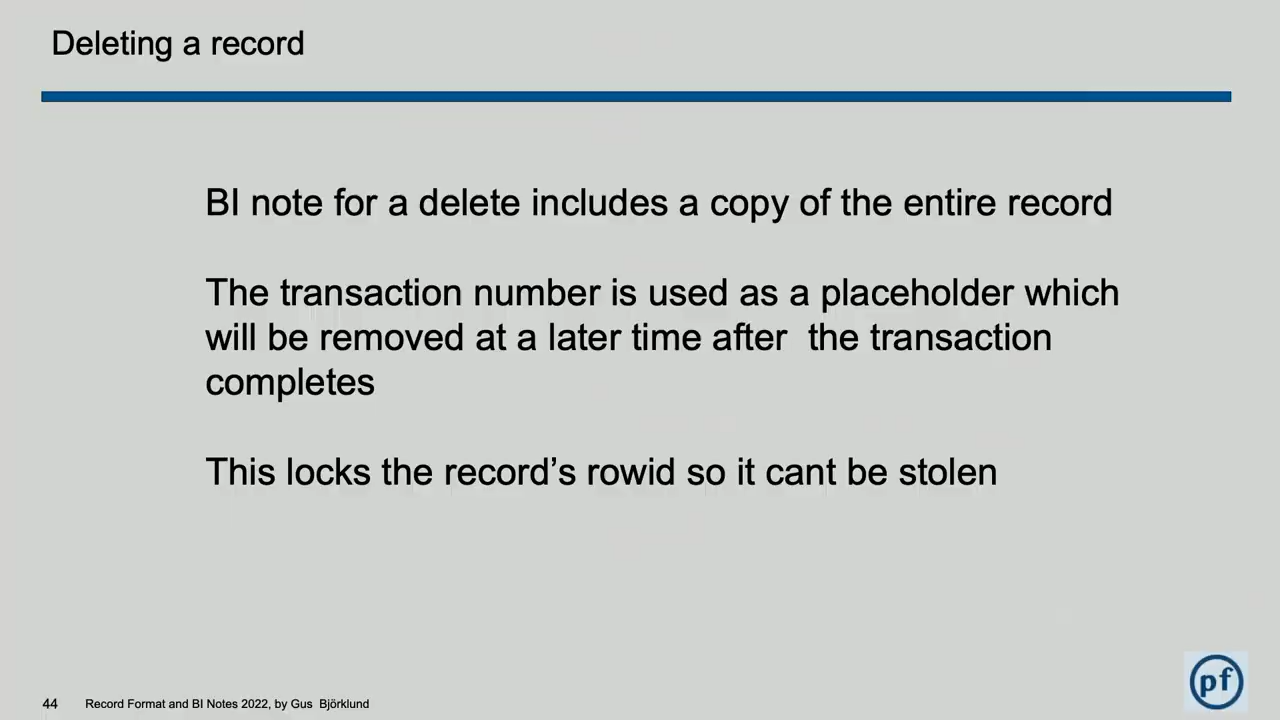 Deleting a record
BI note for a delete includes a copy of the entire record
The transaction number is used as a placeholder which
will be removed at a later time after  the transaction
completes
This locks the record’s rowid so it cant be stolen
44 Record Format and BI Notes 2022, by Gus  Björklund
pf